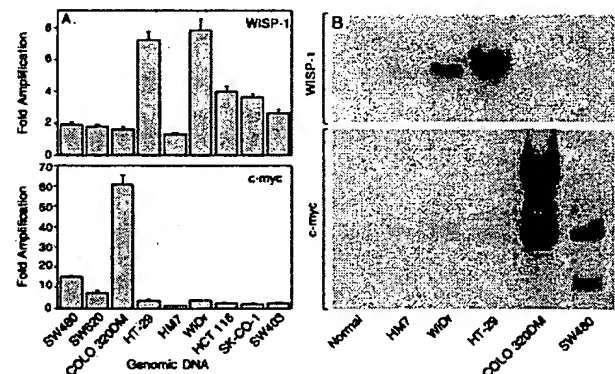 A
WISP-1
Fold Amplification
8
6
4
2
0
c-myc
Fold Amplification
70
60
50
40
30
20
10
0
SW480
SW620
COLO 320DM
HT-29
HM7
WiDr
HCT 116
SK-CO-1
SW403
Genomic DNA
B
WISP-1
c-myc
Normal
HM7
WiDr
HT-29
COLO 320DM
SW480